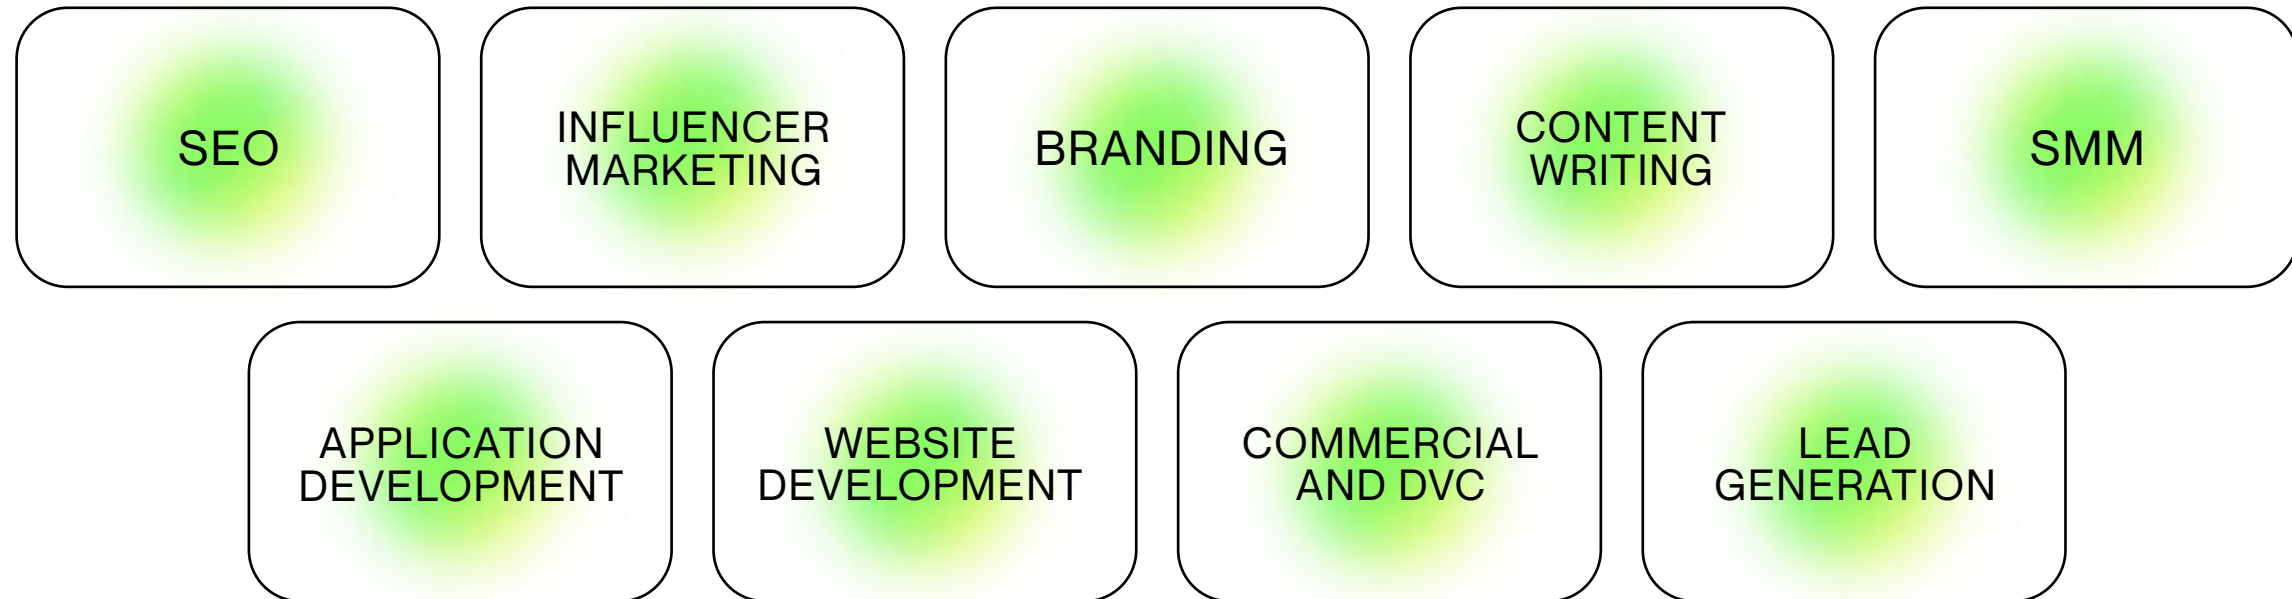 SEO
INFLUENCER
MARKETING
BRANDING
CONTENT
WRITING
SMM
APPLICATION
DEVELOPMENT
WEBSITE
DEVELOPMENT
COMMERCIAL
AND DVC
LEAD
GENERATION